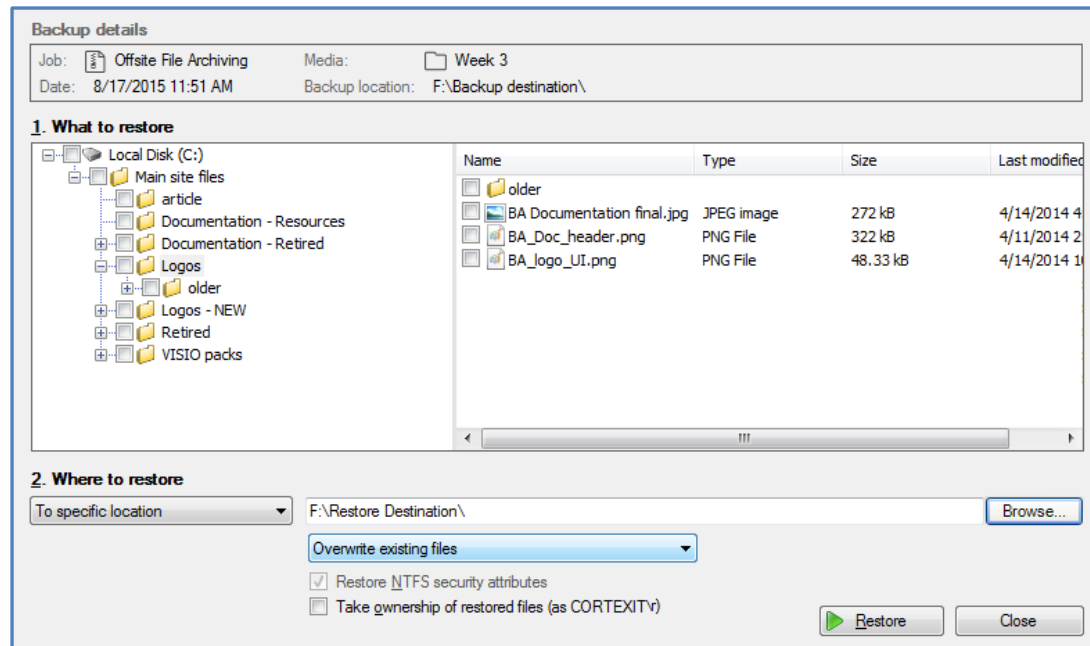 Backup details
Job: Offsite File Archiving Media: Week 3
Date: 8/17/2015 11:51 AM Backup location: F:\Backup destination\
1. What to restore
Local Disk (C:)
Main site files
article
Documentation - Resources
Documentation - Retired
Logos
older
Logos - NEW
Retired
VISIO packs
Name Type Size Last modified
older
BA Documentation final.jpg JPEG image 272 kB 4/14/2014 4
BA_Doc_header.png PNG File 322 kB 4/11/2014 2
BA_logo_UI.png PNG File 48.33 kB 4/14/2014 1
2. Where to restore
To specific location F:\Restore Destination\ Browse...
Overwrite existing files
Restore NTFS security attributes
Take ownership of restored files (as CORTEXIT\r)
Restore Close